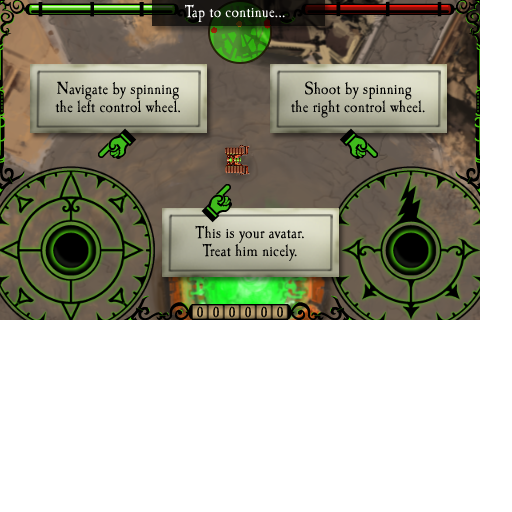 Tap to continue...
Navigate by spinning
the left control wheel.
Shoot by spinning
the right control wheel.
This is your avatar.
Treat him nicely.
000000